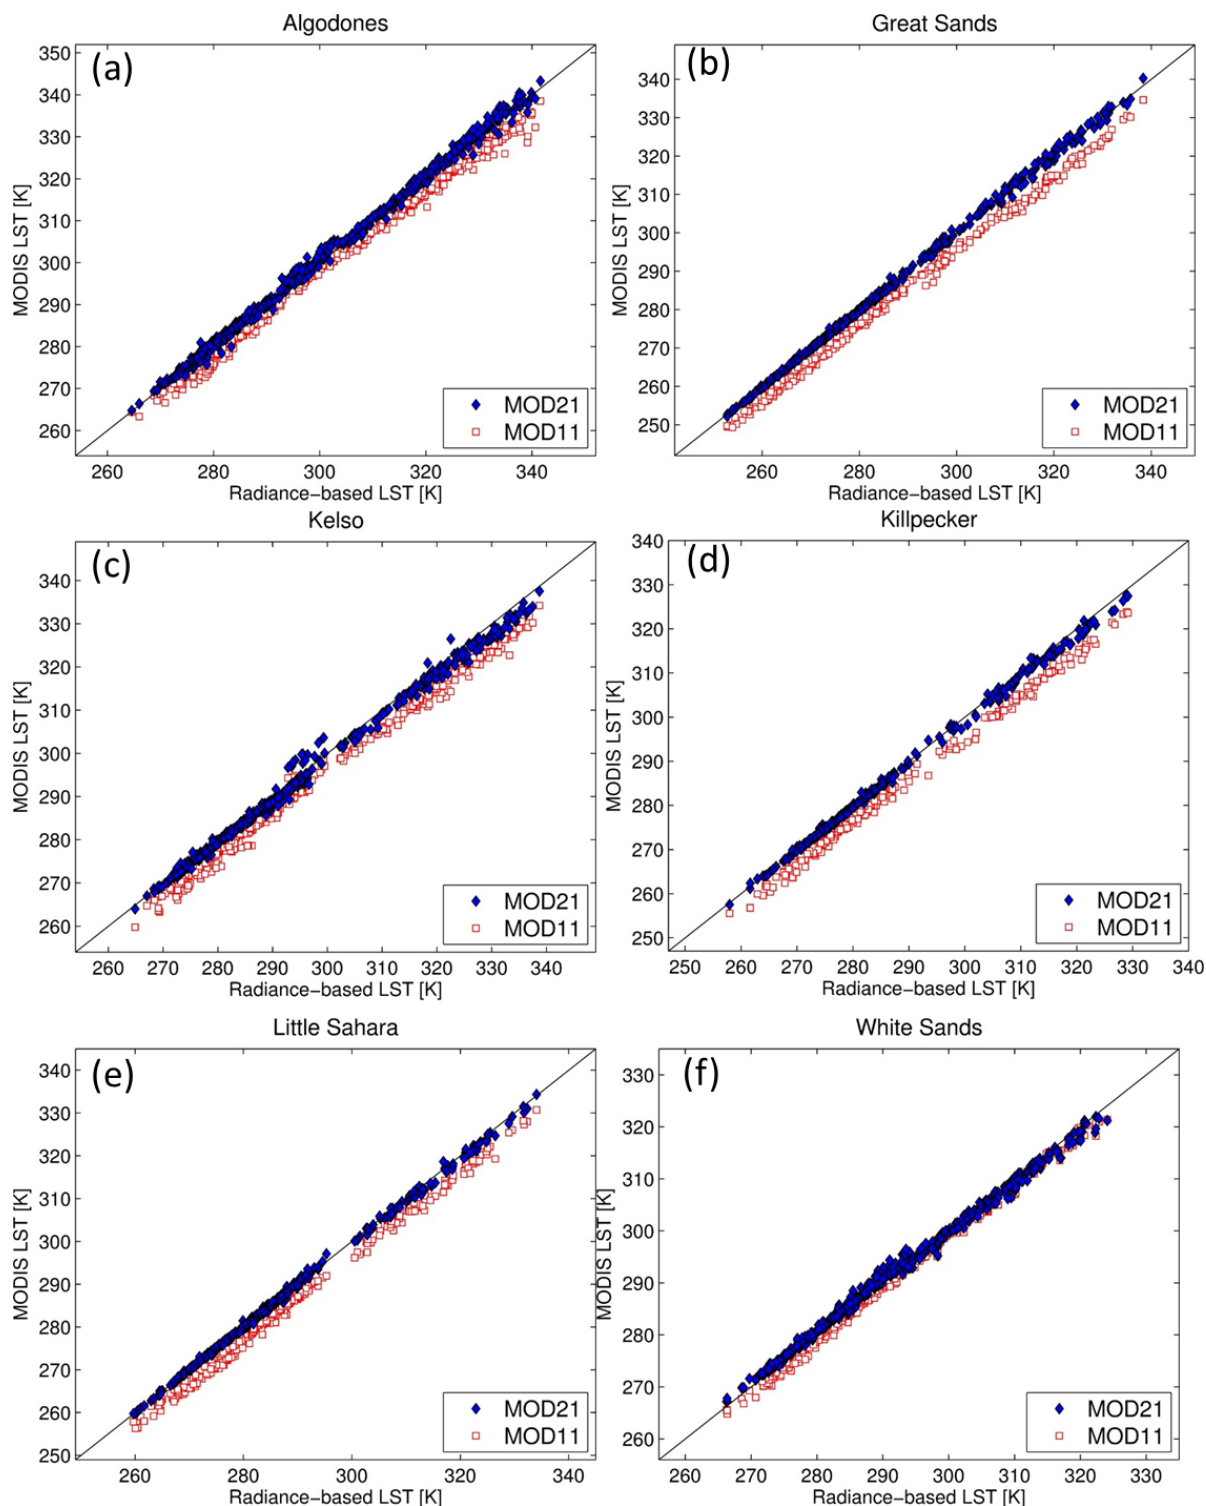 Algodones
(a)
350
340
330
320
310
300
290
280
270
260
MODIS LST [K]
MOD21
MOD11
260 280 300 320 340
Radiance−based LST [K]
Great Sands
(b)
340
330
320
310
300
290
280
270
260
250
MODIS LST [K]
MOD21
MOD11
260 280 300 320 340
Radiance−based LST [K]
Kelso
(c)
340
330
320
310
300
290
280
270
260
MODIS LST [K]
MOD21
MOD11
260 270 280 290 300 310 320 330 340
Radiance−based LST [K]
Killpecker
(d)
340
330
320
310
300
290
280
270
260
250
MODIS LST [K]
MOD21
MOD11
250 260 270 280 290 300 310 320 330 340
Radiance−based LST [K]
Little Sahara
(e)
340
330
320
310
300
290
280
270
260
250
MODIS LST [K]
MOD21
MOD11
260 280 300 320 340
Radiance−based LST [K]
White Sands
(f)
330
320
310
300
290
280
270
260
MODIS LST [K]
MOD21
MOD11
260 270 280 290 300 310 320 330
Radiance−based LST [K]